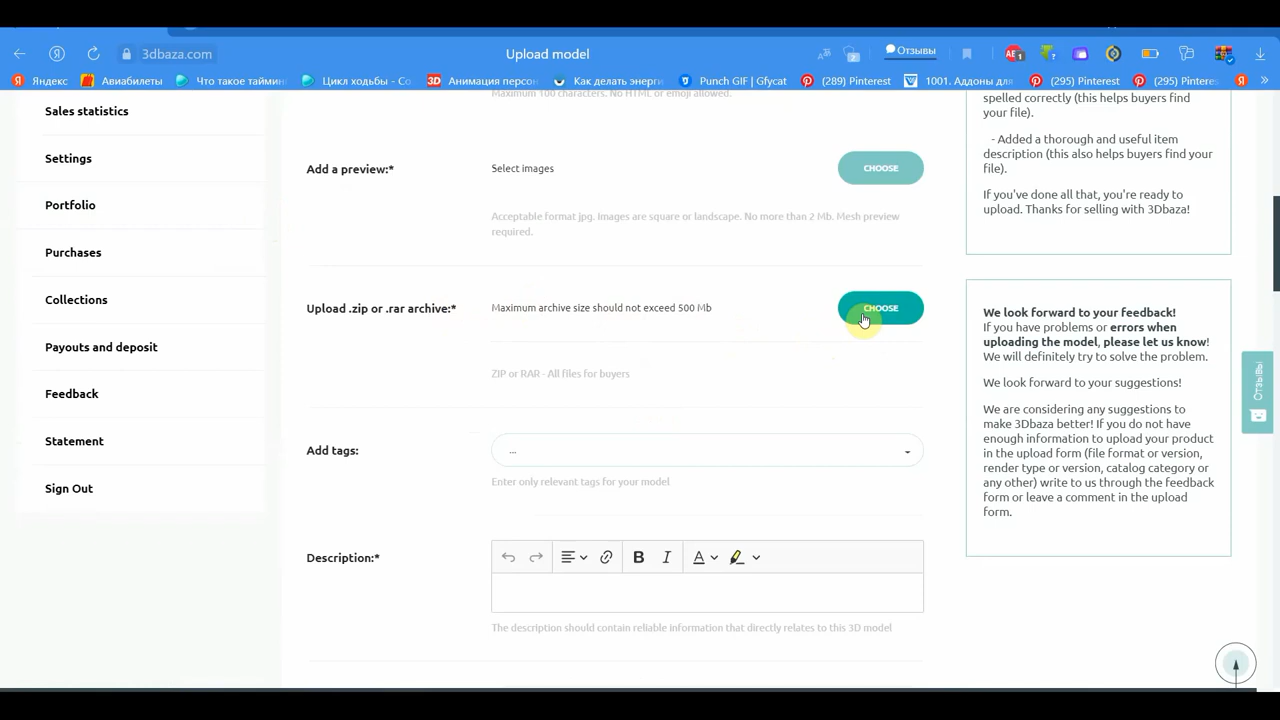 3dbaza.com
Upload model
Отзывы
Яндекс
Авиабилеты
Что такое таймин
Цикл ходьбы - Со
3D Анимация персон
Как делать энерги
Punch GIF | Gfycat
(289) Pinterest
1001. Аддоны для
(295) Pinterest
(295) Pinteres
Sales statistics
Settings
Portfolio
Purchases
Collections
Payouts and deposit
Feedback
Statement
Sign Out
Maximum 100 characters. No HTML or emoji allowed.
Add a preview:*
Select images
CHOOSE
Acceptable format jpg. Images are square or landscape. No more than 2 Mb. Mesh preview
required.
Upload .zip or .rar archive:*
Maximum archive size should not exceed 500 Mb
CHOOSE
ZIP or RAR - All files for buyers
Add tags:
...
Enter only relevant tags for your model
Description:*
B I A
The description should contain reliable information that directly relates to this 3D model
spelled correctly (this helps buyers find
your file).
- Added a thorough and useful item
description (this also helps buyers find your
file).
If you've done all that, you're ready to
upload. Thanks for selling with 3Dbaza!
We look forward to your feedback!
If you have problems or errors when
uploading the model, please let us know!
We will definitely try to solve the problem.
We look forward to your suggestions!
We are considering any suggestions to
make 3Dbaza better! If you do not have
enough information to upload your product
in the upload form (file format or version,
render type or version, catalog category or
any other) write to us through the feedback
form or leave a comment in the upload
form.
Отзывы